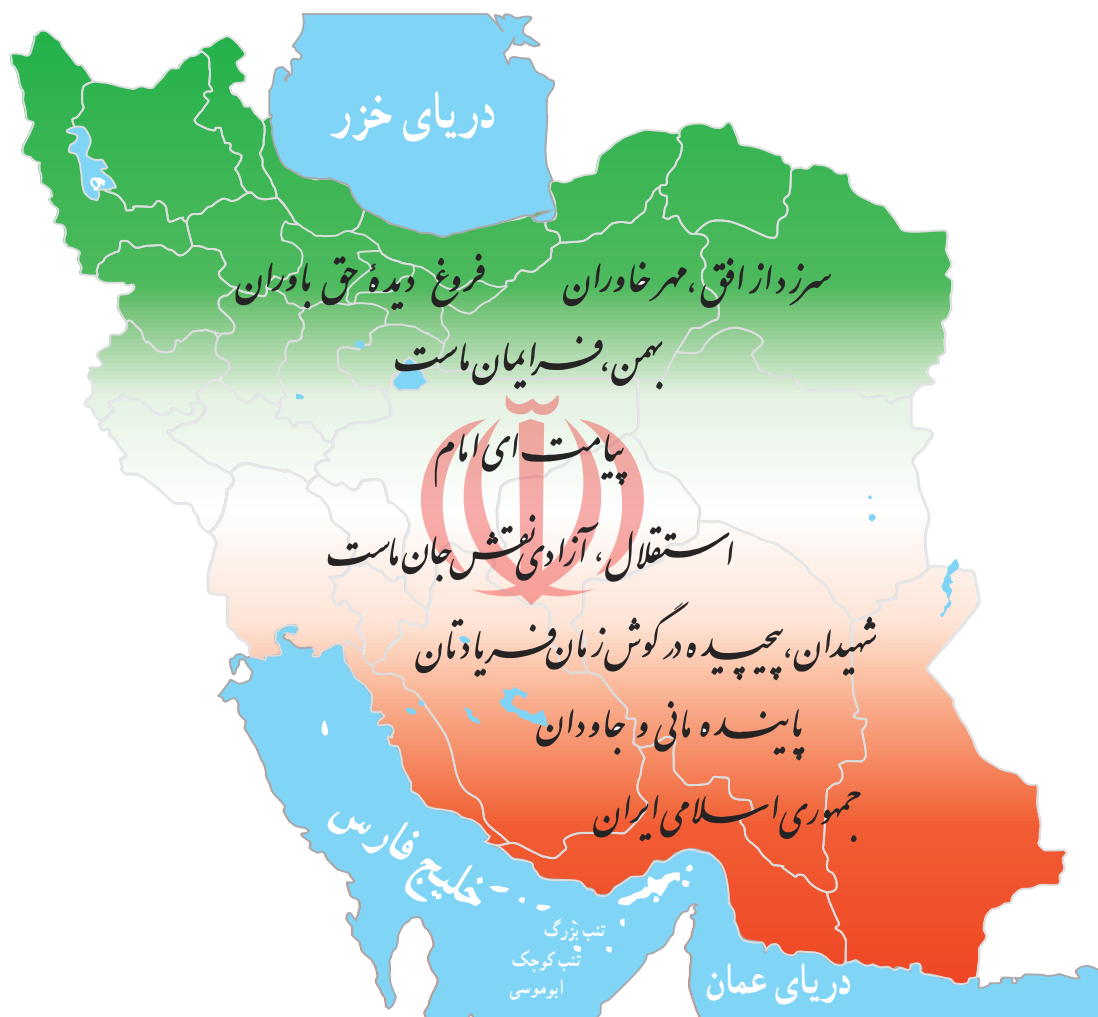 دریای خزر
سرزد از افق، مهر خاوران فروغ دیدهٔ حق باوران
بهمن، فر ایمان ماست
پیامت ای امام
استقلال، آزادی نقش جان ماست
شهیدان، پیچیده در گوش زمان فریادتان
پاینده مانی و جاودان
جمهوری اسلامی ایران
خلیج فارس
تنب بزرگ
تنب کوچک
ابوموسی
دریای عمان